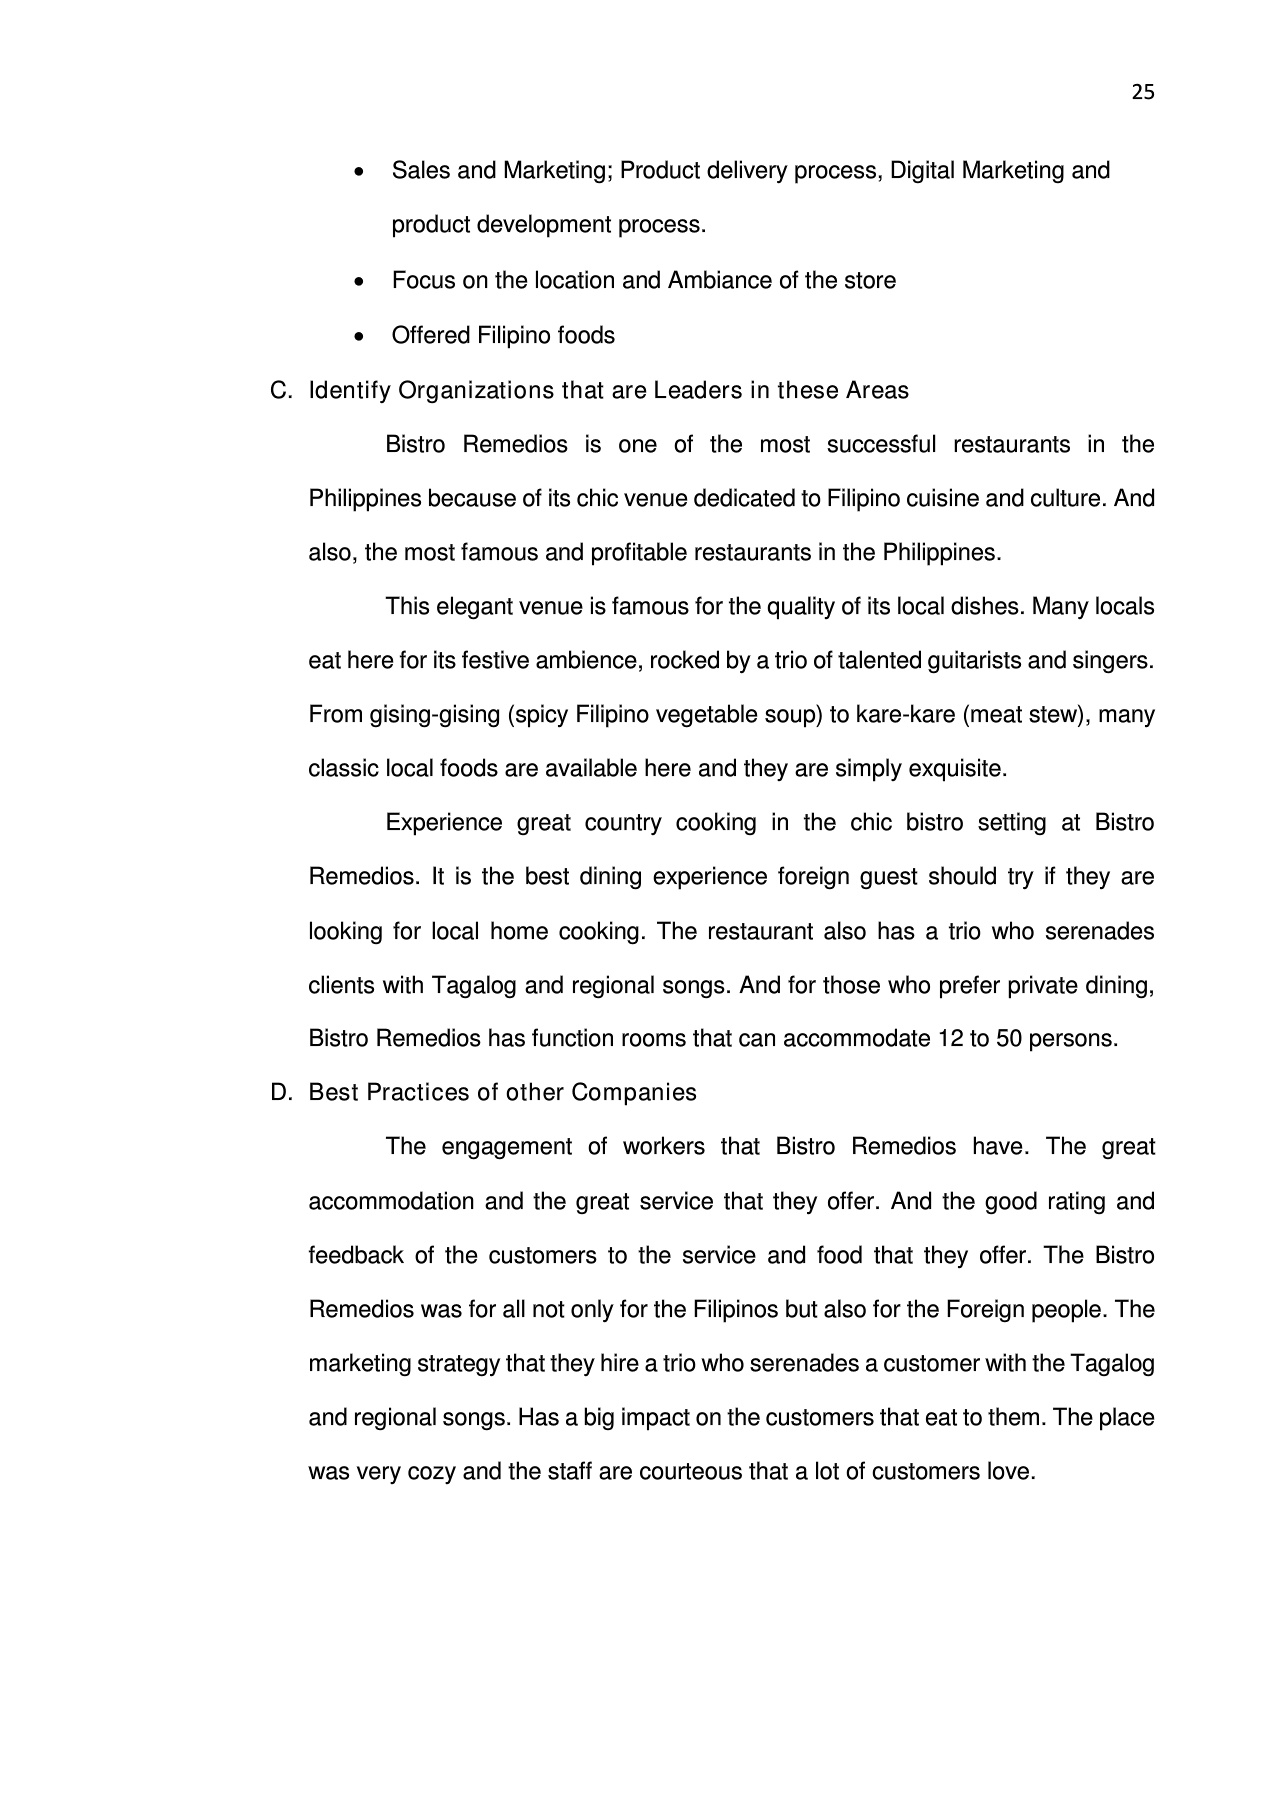 25
• Sales and Marketing; Product delivery process, Digital Marketing and
product development process.
• Focus on the location and Ambiance of the store
• Offered Filipino foods
C. Identify Organizations that are Leaders in these Areas
Bistro Remedios is one of the most successful restaurants in the
Philippines because of its chic venue dedicated to Filipino cuisine and culture. And
also, the most famous and profitable restaurants in the Philippines.
This elegant venue is famous for the quality of its local dishes. Many locals
eat here for its festive ambience, rocked by a trio of talented guitarists and singers.
From gising-gising (spicy Filipino vegetable soup) to kare-kare (meat stew), many
classic local foods are available here and they are simply exquisite.
Experience great country cooking in the chic bistro setting at Bistro
Remedios. It is the best dining experience foreign guest should try if they are
looking for local home cooking. The restaurant also has a trio who serenades
clients with Tagalog and regional songs. And for those who prefer private dining,
Bistro Remedios has function rooms that can accommodate 12 to 50 persons.
D. Best Practices of other Companies
The engagement of workers that Bistro Remedios have. The great
accommodation and the great service that they offer. And the good rating and
feedback of the customers to the service and food that they offer. The Bistro
Remedios was for all not only for the Filipinos but also for the Foreign people. The
marketing strategy that they hire a trio who serenades a customer with the Tagalog
and regional songs. Has a big impact on the customers that eat to them. The place
was very cozy and the staff are courteous that a lot of customers love.